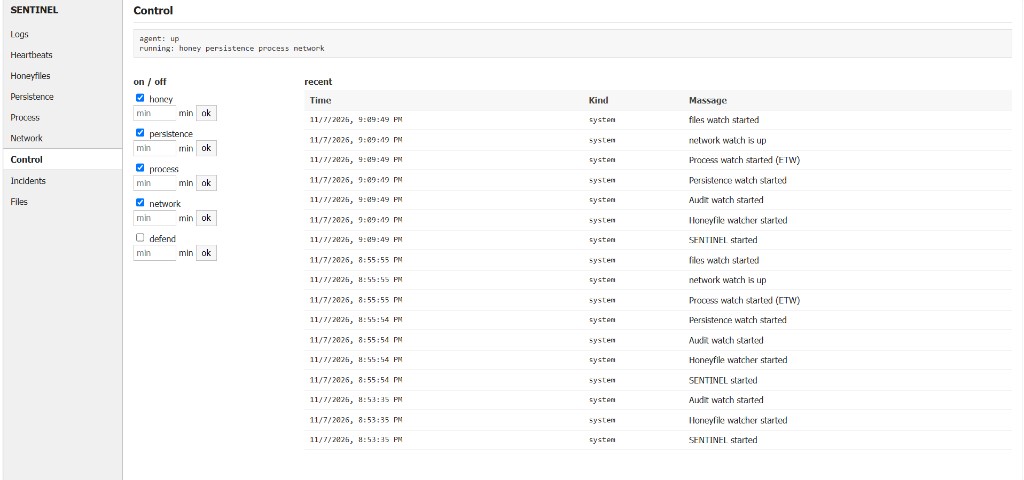 SENTINEL
Logs
Heartbeats
Honeyfiles
Persistence
Process
Network
Control
Incidents
Files
Control
agent: up
running: honey persistence process network
on / off
honey
min min ok
persistence
min min ok
process
min min ok
network
min min ok
defend
min min ok
recent
Time Kind Massage
11/7/2026, 9:09:49 PM system files watch started
11/7/2026, 9:09:49 PM system network watch is up
11/7/2026, 9:09:49 PM system Process watch started (ETW)
11/7/2026, 9:09:49 PM system Persistence watch started
11/7/2026, 9:09:49 PM system Audit watch started
11/7/2026, 9:09:49 PM system Honeyfile watcher started
11/7/2026, 9:09:49 PM system SENTINEL started
11/7/2026, 8:55:55 PM system files watch started
11/7/2026, 8:55:55 PM system network watch is up
11/7/2026, 8:55:55 PM system Process watch started (ETW)
11/7/2026, 8:55:54 PM system Persistence watch started
11/7/2026, 8:55:54 PM system Audit watch started
11/7/2026, 8:55:54 PM system Honeyfile watcher started
11/7/2026, 8:55:54 PM system SENTINEL started
11/7/2026, 8:53:35 PM system Audit watch started
11/7/2026, 8:53:35 PM system Honeyfile watcher started
11/7/2026, 8:53:35 PM system SENTINEL started